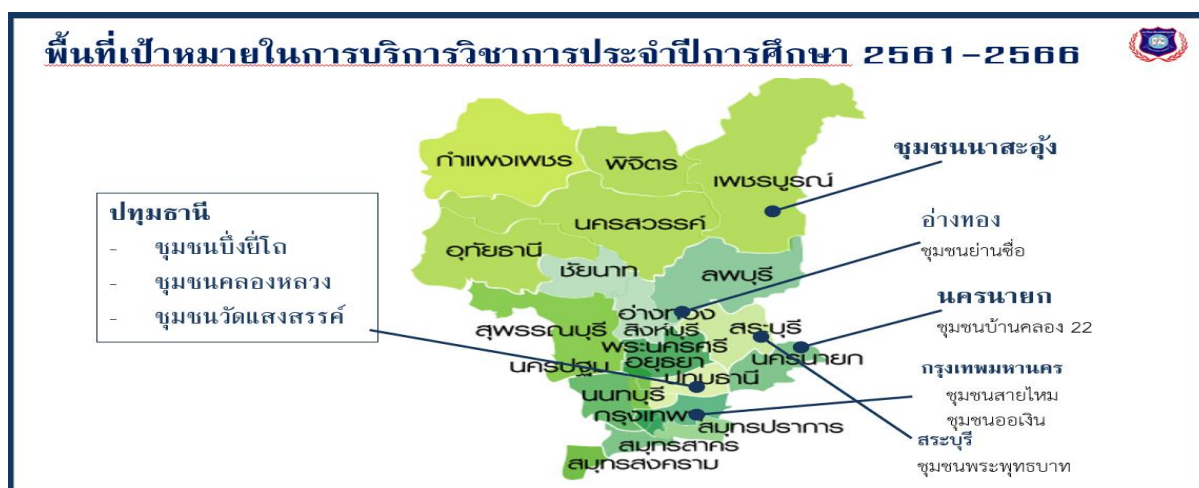 พื้นที่เป้าหมายในการบริการวิชาการประจำปีการศึกษา 2561-2566
ปทุมธานี
- ชุมชนบึงยี่โถ
- ชุมชนคลองหลวง
- ชุมชนวัดแสงสรรค์
กำแพงเพชร
พิจิตร
เพชรบูรณ์
นครสวรรค์
อุทัยธานี
ชัยนาท
ลพบุรี
อ่างทอง
สิงห์บุรี
สุพรรณบุรี
สระบุรี
พระนครศรี
อยุธยา
นครนายก
นครปฐม
ปทุมธานี
นนทบุรี
กรุงเทพ
สมุทรปราการ
สมุทรสาคร
สมุทรสงคราม
ชุมชนนาสะอุ้ง
อ่างทอง
ชุมชนย่านซื่อ
นครนายก
ชุมชนบ้านคลอง 22
กรุงเทพมหานคร
ชุมชนสายไหม
ชุมชนออเงิน
สระบุรี
ชุมชนพระพุทธบาท